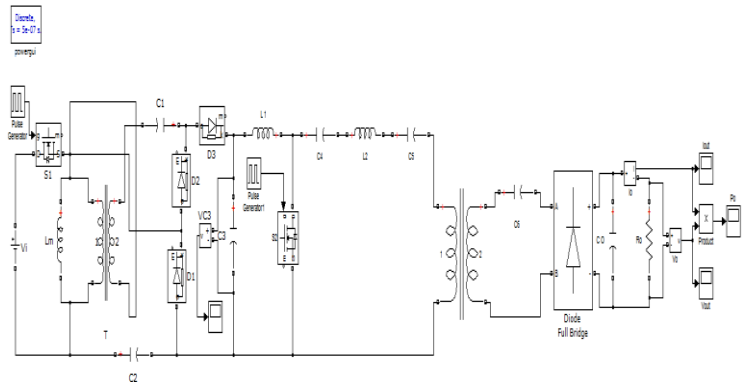 Discrete,
s = 5e-07 s.
powergui
Pulse
Generator
S1
Vi
Lm
1
2
T
C1
C2
D3
D2
D1
VC3
C3
L1
Pulse
Generator1
S2
C4
L2
C5
1
2
C6
A
B
+
-
Diode
Full Bridge
C0
Io
Ro
Vo
Iout
Product
Po
Vout